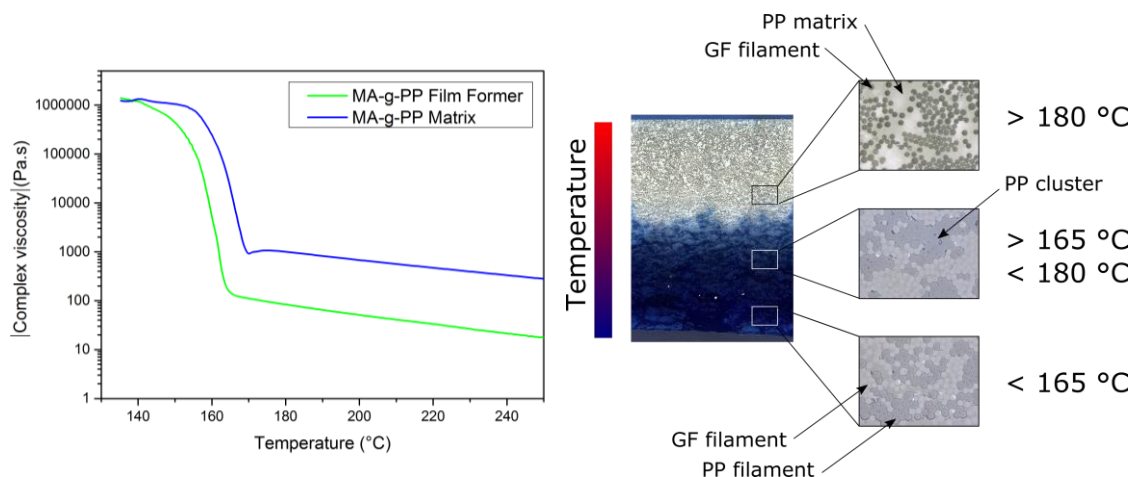 MA-g-PP Film Former
MA-g-PP Matrix
|Complex viscosity|(Pa.s)
1000000
100000
10000
1000
100
10
1
140
160
180
200
220
240
Temperature (°C)
Temperature
PP matrix
GF filament
> 180 °C
PP cluster
> 165 °C
< 180 °C
< 165 °C
GF filament
PP filament